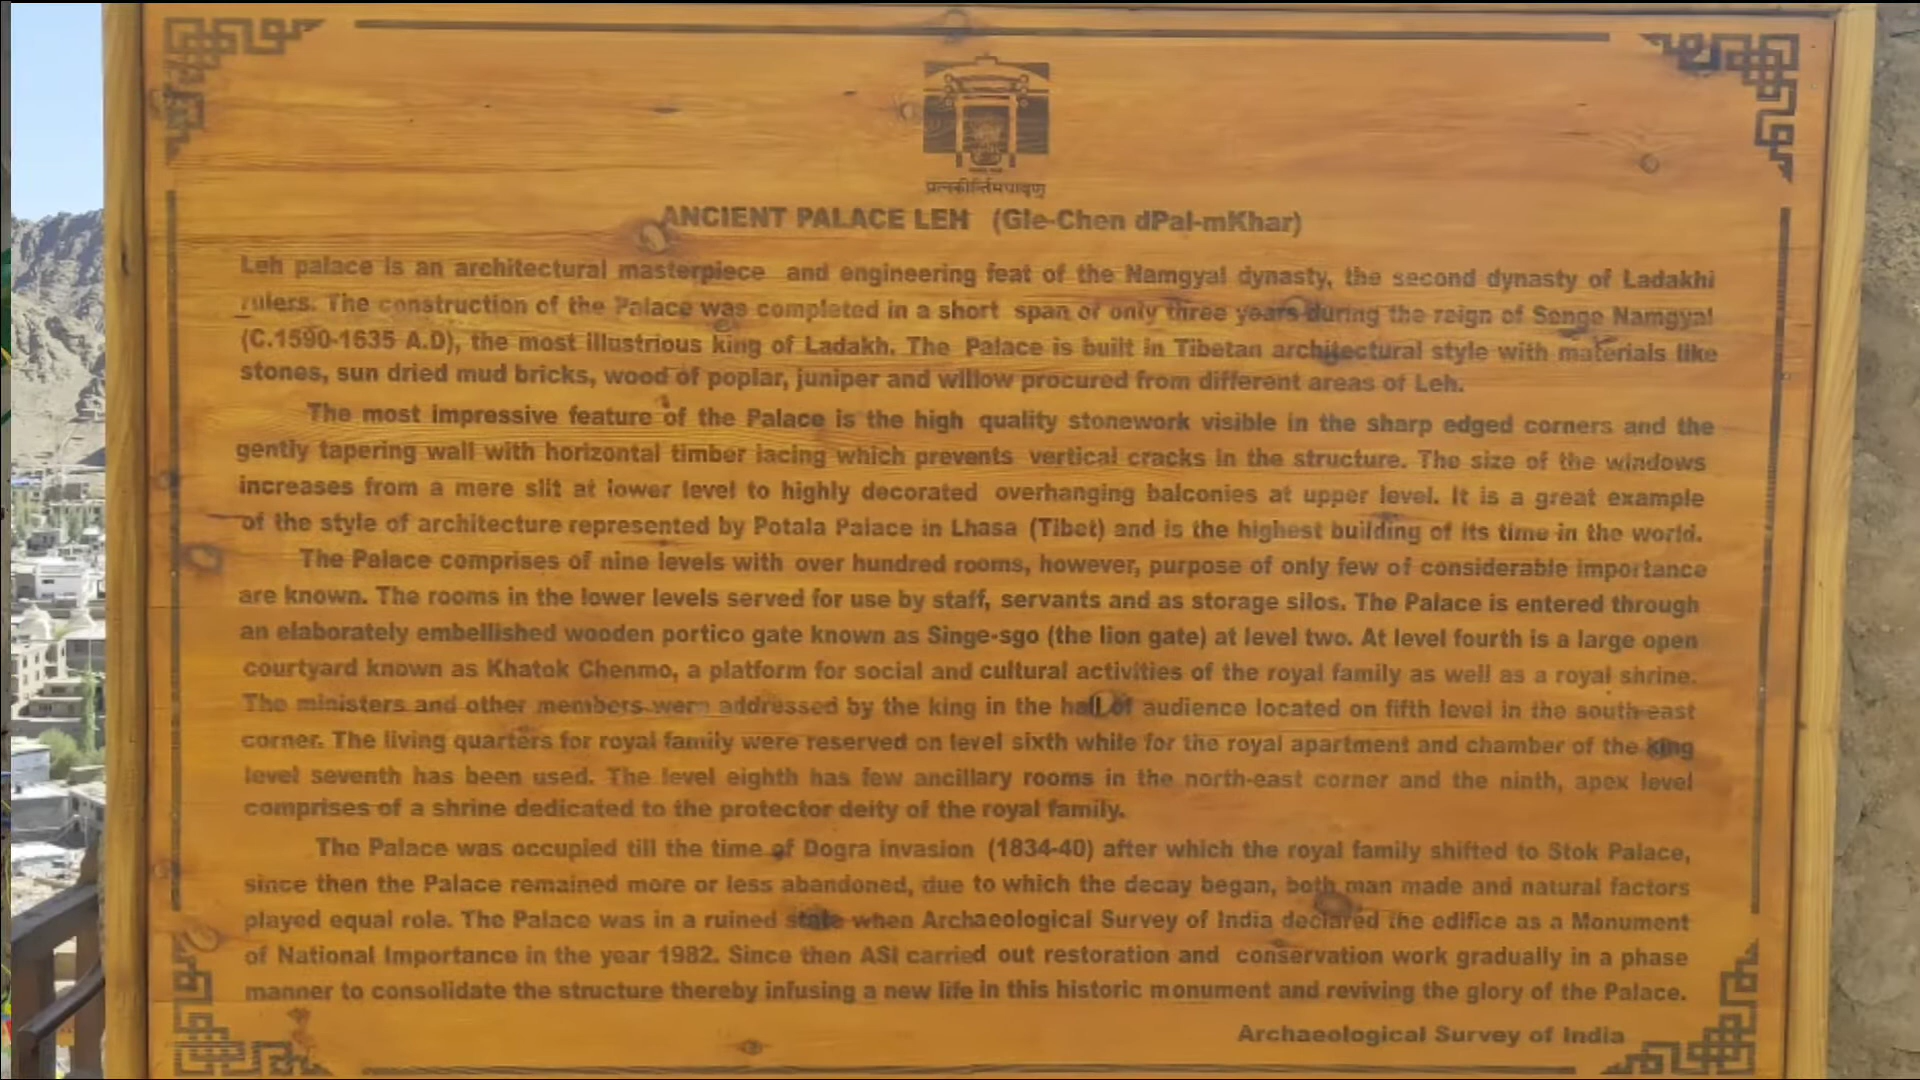 प्रत्नकीर्तिमपावृणु
ANCIENT PALACE LEH (Gle-Chen dPal-mKhar)
Leh palace is an architectural masterpiece and engineering feat of the Namgyal dynasty, the second dynasty of Ladakhi
rulers. The construction of the Palace was completed in a short span of only three years during the reign of Senge Namgyal
(C.1590-1635 A.D), the most illustrious king of Ladakh. The Palace is built in Tibetan architectural style with materials like
stones, sun dried mud bricks, wood of poplar, juniper and willow procured from different areas of Leh.
The most impressive feature of the Palace is the high quality stonework visible in the sharp edged corners and the
gently tapering wall with horizontal timber lacing which prevents vertical cracks in the structure. The size of the windows
increases from a mere slit at lower level to highly decorated overhanging balconies at upper level. It is a great example
of the style of architecture represented by Potala Palace in Lhasa (Tibet) and is the highest building of its time in the world.
The Palace comprises of nine levels with over hundred rooms, however, purpose of only few of considerable importance
are known. The rooms in the lower levels served for use by staff, servants and as storage silos. The Palace is entered through
an elaborately embellished wooden portico gate known as Singe-sgo (the lion gate) at level two. At level fourth is a large open
courtyard known as Khatok Chenmo, a platform for social and cultural activities of the royal family as well as a royal shrine.
The ministers and other members were addressed by the king in the hall of audience located on fifth level in the south-east
corner. The living quarters for royal family were reserved on level sixth while for the royal apartment and chamber of the king
level seventh has been used. The level eighth has few ancillary rooms in the north-east corner and the ninth, apex level
comprises of a shrine dedicated to the protector deity of the royal family.
The Palace was occupied till the time of Dogra invasion (1834-40) after which the royal family shifted to Stok Palace,
since then the Palace remained more or less abandoned, due to which the decay began, both man made and natural factors
played equal role. The Palace was in a ruined state when Archaeological Survey of India declared the edifice as a Monument
of National Importance in the year 1982. Since then ASI carried out restoration and conservation work gradually in a phase
manner to consolidate the structure thereby infusing a new life in this historic monument and reviving the glory of the Palace.
Archaeological Survey of India